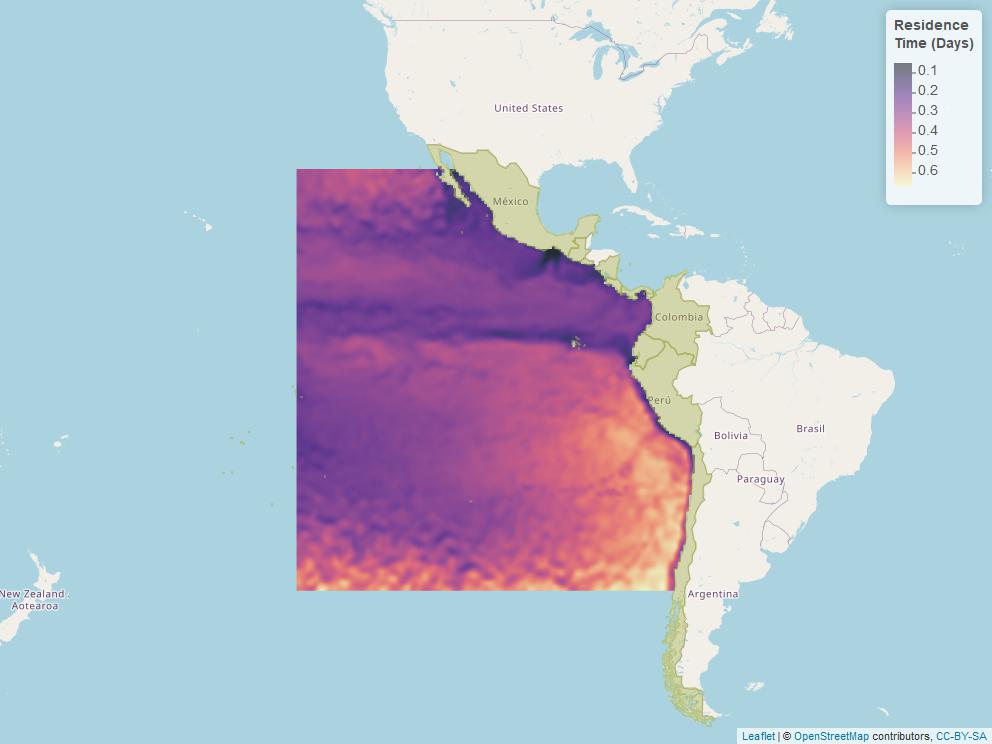 Residence
Time (Days)
0.1
0.2
0.3
0.4
0.5
0.6
United States
México
Colombia
Perú
Brasil
Bolivia
Paraguay
Argentina
New Zealand
Aotearoa
Leaflet | © OpenStreetMap contributors, CC-BY-SA